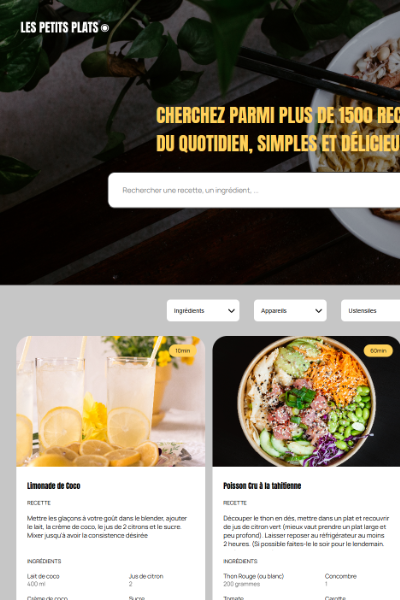 LES PETITS PLATS
CHERCHEZ PARMI PLUS DE 1500 REC
DU QUOTIDIEN, SIMPLES ET DÉLICIEU
Rechercher une recette, un ingrédient, ...
Ingrédients
Appareils
Ustensiles
10min
60min
Limonade de Coco
RECETTE
Mettre les glaçons à votre goût dans le blender, ajouter
le lait, la crème de coco, le jus de 2 citrons et le sucre.
Mixer jusqu'à avoir la consistence désirée
INGRÉDIENTS
Lait de coco
400 ml
Jus de citron
2
Crème de coco
Sucre
Poisson Cru à la tahitienne
RECETTE
Découper le thon en dés, mettre dans un plat et recouvrir
de jus de citron vert (mieux vaut prendre un plat large et
peu profond). Laisser reposer au réfrigérateur au moins
2 heures. (Si possible faites-le le soir pour le lendemain.
INGRÉDIENTS
Thon Rouge (ou blanc)
200 grammes
Concombre
1
Tomate
Carotte